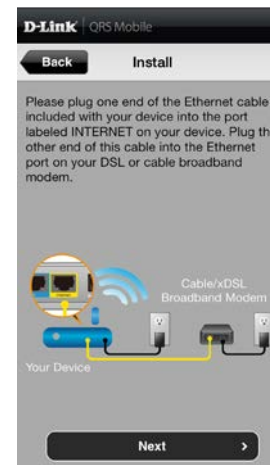 D-Link QRS Mobile
Back Install
Please plug one end of the Ethernet cable
included with your device into the port
labeled INTERNET on your device. Plug th
other end of this cable into the Ethernet
port on your DSL or cable broadband
modem.
Cable/xDSL
Broadband Modem
Your Device
Next